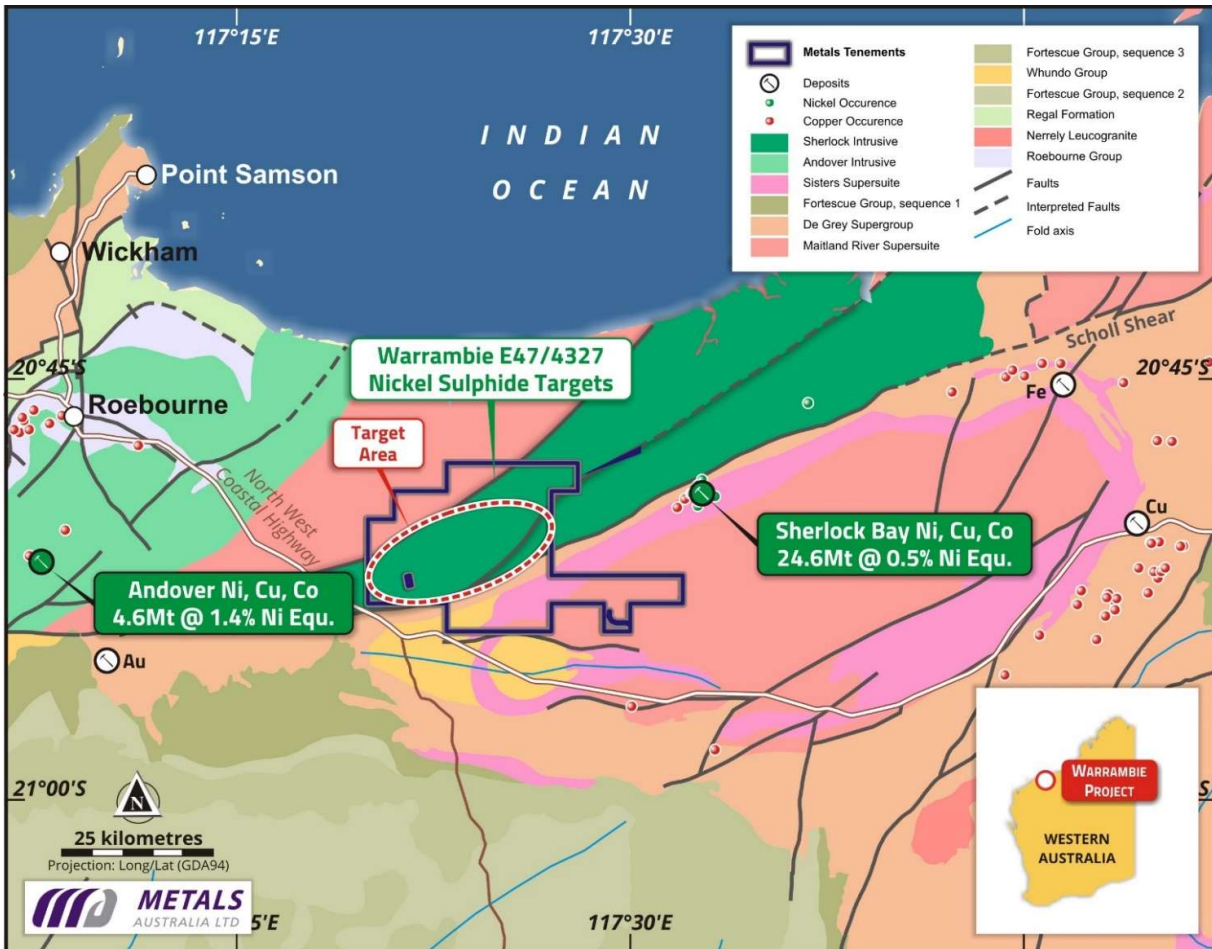 117°15'E
117°30'E
INDIAN
OCEAN
Metals Tenements
Deposits
Nickel Occurence
Copper Occurence
Sherlock Intrusive
Andover Intrusive
Sisters Supersuite
Fortescue Group, sequence 1
De Grey Supergroup
Maitland River Supersuite
Fortescue Group, sequence 3
Whundo Group
Fortescue Group, sequence 2
Regal Formation
Nerrely Leucogranite
Roebourne Group
Faults
Interpreted Faults
Fold axis
Point Samson
Wickham
Scholl Shear
20°45'S
20°45'S
Warrambie E47/4327
Nickel Sulphide Targets
Fe
Roebourne
Target
Area
North West
Coastal Highway
Cu
Sherlock Bay Ni, Cu, Co
24.6Mt @ 0.5% Ni Equ.
Andover Ni, Cu, Co
4.6Mt @ 1.4% Ni Equ.
Au
21°00'S
S
N
25 kilometres
Projection: Long/Lat (GDA94)
WARRAMBIE
PROJECT
WESTERN
AUSTRALIA
METALS
AUSTRALIA LTD
5'E
117°30'E